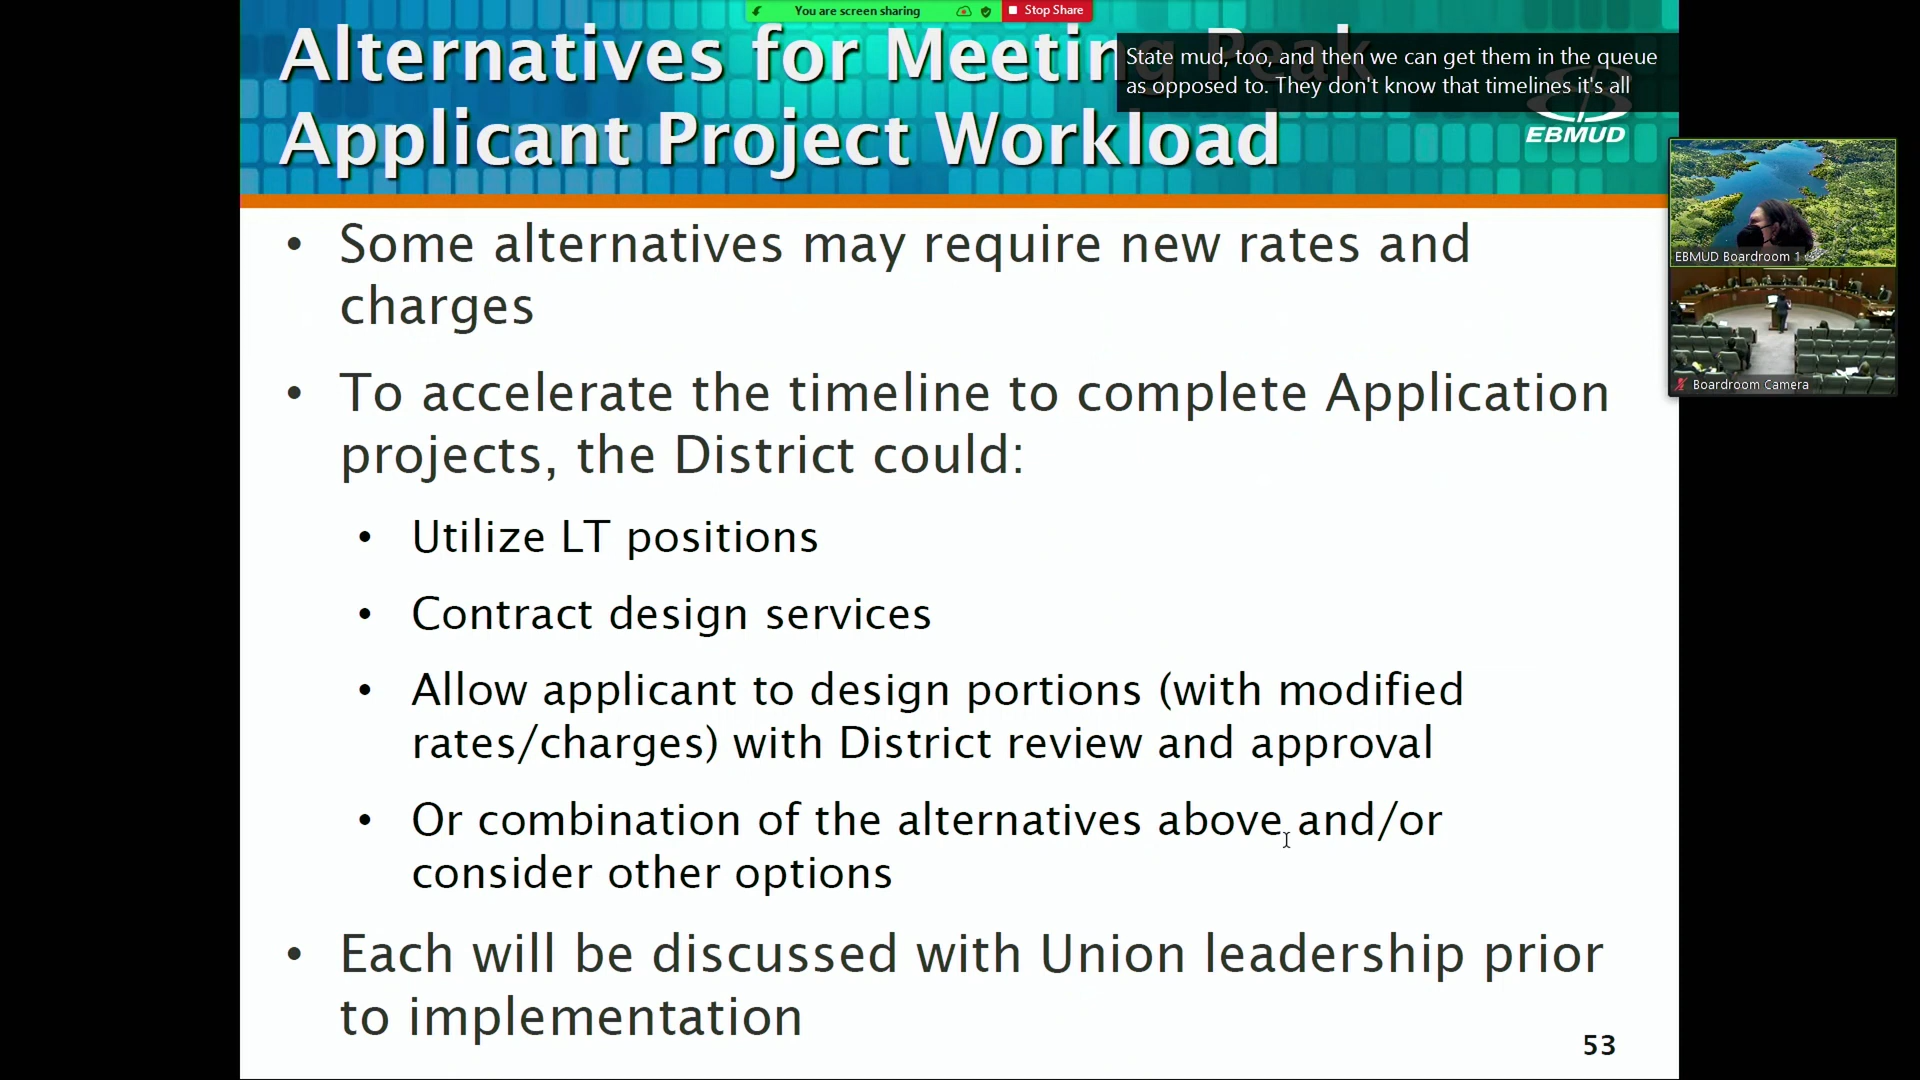 You are screen sharing
Stop Share
Alternatives for Meeting Peak
Applicant Project Workload
State mud, too, and then we can get them in the queue
as opposed to. They don't know that timelines it's all
EBMUD
• Some alternatives may require new rates and
charges
• To accelerate the timeline to complete Application
projects, the District could:
• Utilize LT positions
• Contract design services
• Allow applicant to design portions (with modified
rates/charges) with District review and approval
• Or combination of the alternatives above and/or
consider other options
• Each will be discussed with Union leadership prior
to implementation
53
EBMUD Boardroom 1
Boardroom Camera